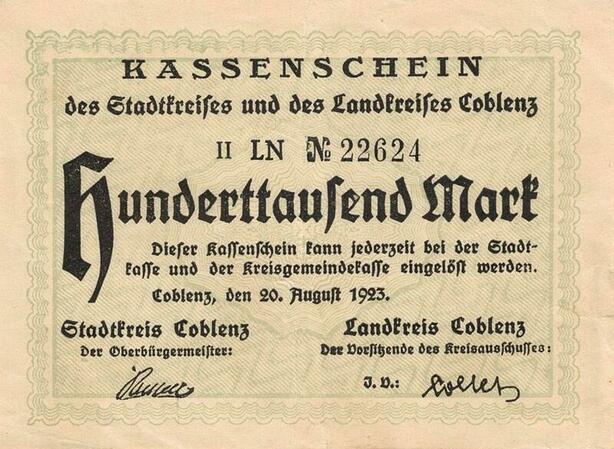 KASSENSCHEIN
des Stadtkreises und des Landkreises Coblenz
II LN № 22624
Hunderttausend Mark
Dieser Kassenschein kann jederzeit bei der Stadt-
kasse und der Kreisgemeindekasse eingelöst werden.
Coblenz, den 20. August 1923.
Stadtkreis Coblenz
Der Oberbürgermeister:
Landkreis Coblenz
Der Vorsitzende des Kreisausschusses:
J. V.: